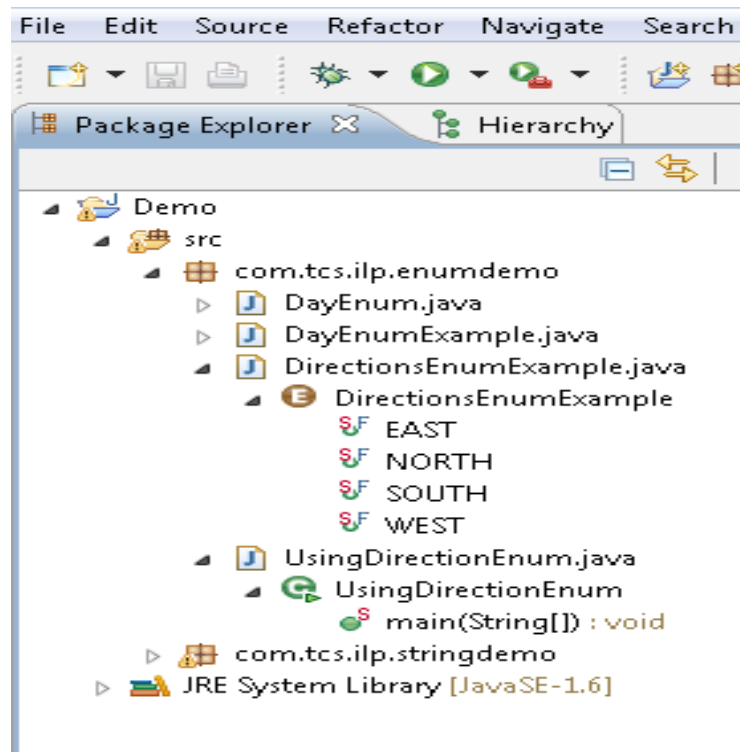 File Edit Source Refactor Navigate Search
Package Explorer Hierarchy
Demo
src
com.tcs.ilp.enumdemo
DayEnum.java
DayEnumExample.java
DirectionsEnumExample.java
DirectionsEnumExample
EAST
NORTH
SOUTH
WEST
UsingDirectionEnum.java
UsingDirectionEnum
main(String[]) : void
com.tcs.ilp.stringdemo
JRE System Library [JavaSE-1.6]